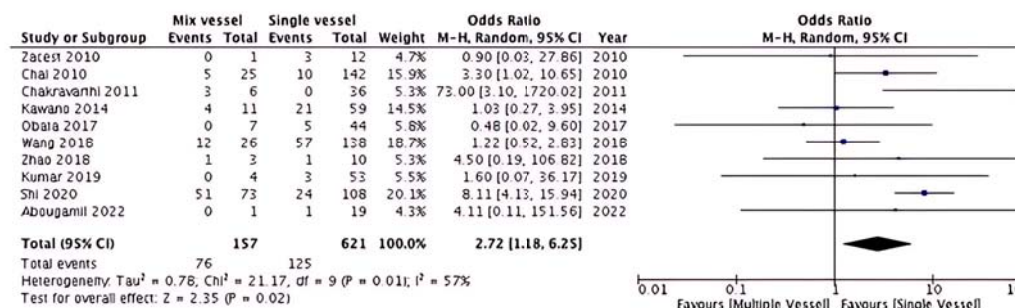 Mix vessel Single vessel Odds Ratio Odds Ratio
Study or Subgroup Events Total Events Total Weight M-H, Random, 95% CI Year M-H, Random, 95% CI
Zacest 2010 0 1 3 12 4.7% 0.90 [0.03, 27.86] 2010
Chai 2010 5 25 10 142 15.9% 3.30 [1.02, 10.65] 2010
Chakravarthi 2011 3 6 0 36 5.3% 73.00 [3.10, 1720.02] 2011
Kawano 2014 4 11 21 59 14.5% 1.03 [0.27, 3.95] 2014
Obata 2017 0 7 5 44 5.8% 0.48 [0.02, 9.60] 2017
Wang 2018 12 26 57 138 18.7% 1.22 [0.52, 2.83] 2018
Zhao 2018 1 3 1 10 5.3% 4.50 [0.19, 106.82] 2018
Kumar 2019 0 4 3 53 5.4% 1.60 [0.07, 36.17] 2019
Shi 2020 51 73 24 108 20.1% 8.11 [4.13, 15.94] 2020
Abougamil 2022 0 1 1 19 4.3% 4.11 [0.11, 151.56] 2022
Total (95% CI) 157 621 100.0% 2.72 [1.18, 6.25]
Total events 76 125
Heterogeneity: Tau² = 0.78; Chi² = 21.17, df = 9 (P = 0.01); I² = 57%
Test for overall effect: Z = 2.35 (P = 0.02)
0.01 0.1 1 10
Favours [Multiple Vessel] Favours [Single Vessel]